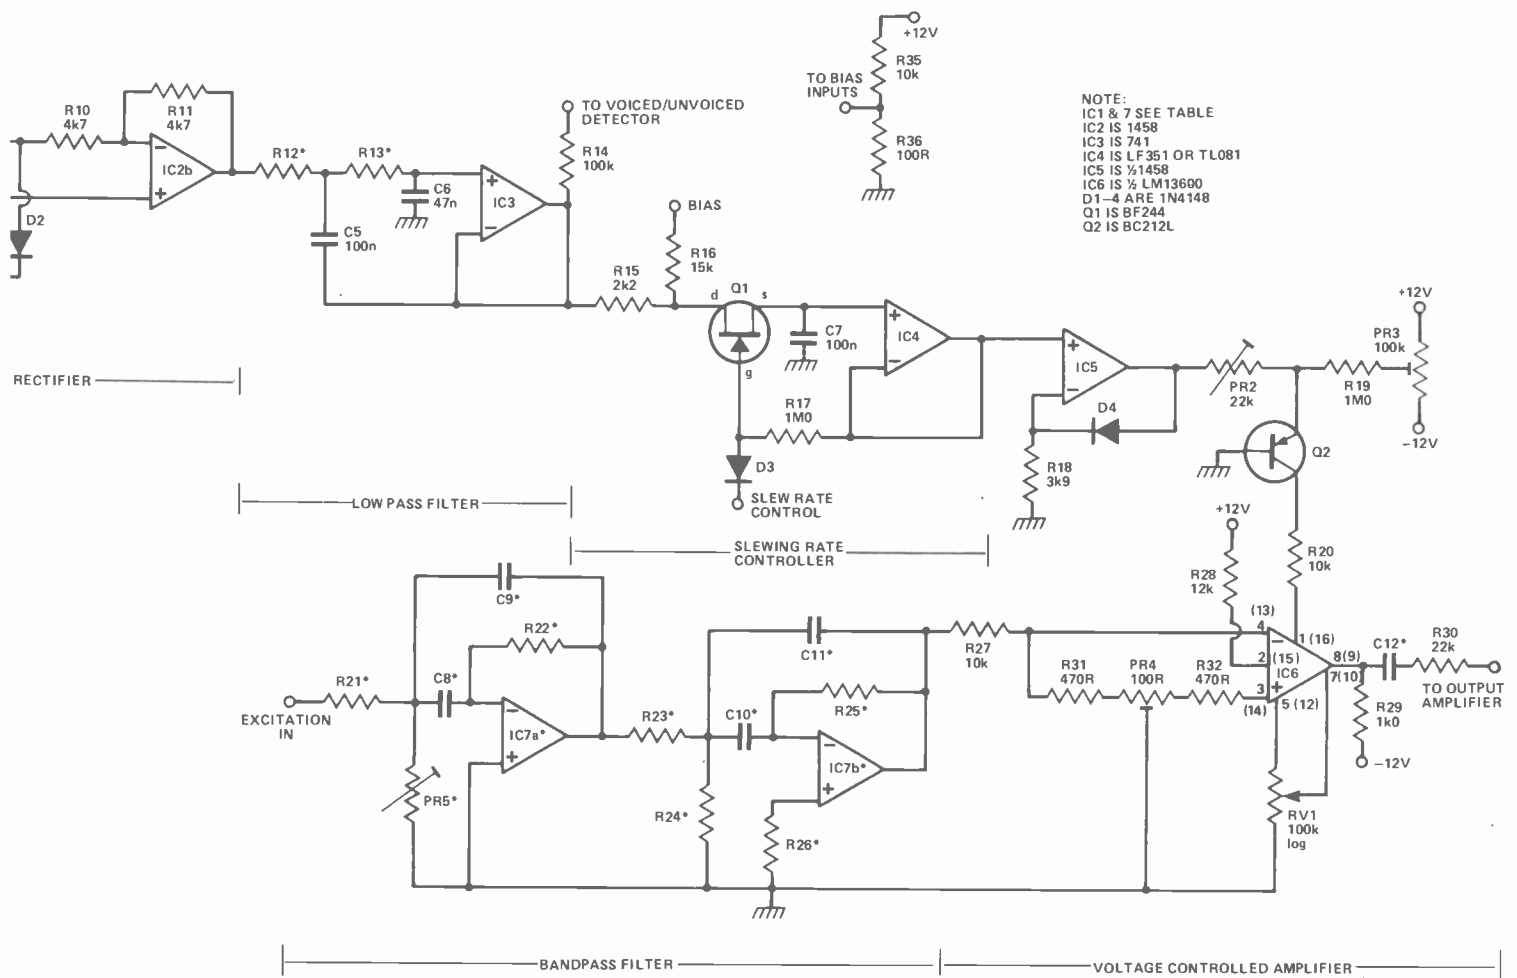 +12V
R35
10k
TO BIAS
INPUTS
R36
100R
NOTE:
IC1 & 7 SEE TABLE
IC2 IS 1458
IC3 IS 741
IC4 IS LF351 OR TL081
IC5 IS ½1458
IC6 IS ½ LM13600
D1-4 ARE 1N4148
Q1 IS BF244
Q2 IS BC212L
R10
4k7
R11
4k7
IC2b
D2
R12*
R13*
C5
100n
C6
47n
IC3
TO VOICED/UNVOICED
DETECTOR
R14
100k
R15
2k2
BIAS
R16
15k
d
Q1
s
g
C7
100n
IC4
R17
1M0
D3
SLEW RATE
CONTROL
IC5
D4
R18
3k9
PR2
22k
R19
1M0
+12V
PR3
100k
-12V
Q2
RECTIFIER
LOW PASS FILTER
SLEWING RATE
CONTROLLER
+12V
R28
12k
R20
10k
C9*
R22*
R21*
C8*
EXCITATION
IN
IC7a*
PR5*
R23*
C11*
R25*
C10*
IC7b*
R24*
R26*
R27
10k
R31
470R
PR4
100R
R32
470R
(13)
4
1 (16)
2
(15)
IC6
3
(14)
5 (12)
8(9)
7(10)
C12*
R30
22k
TO OUTPUT
AMPLIFIER
R29
1k0
-12V
RV1
100k
log
BANDPASS FILTER
VOLTAGE CONTROLLED AMPLIFIER